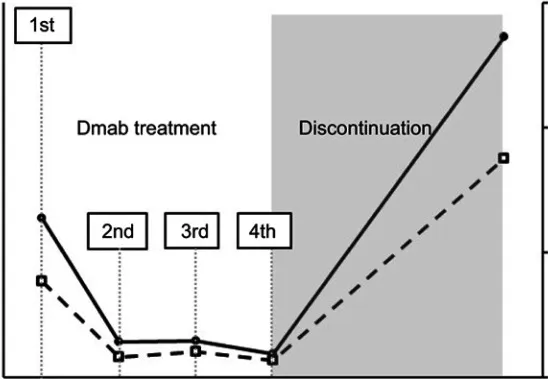 1st
Dmab treatment
Discontinuation
2nd
3rd
4th